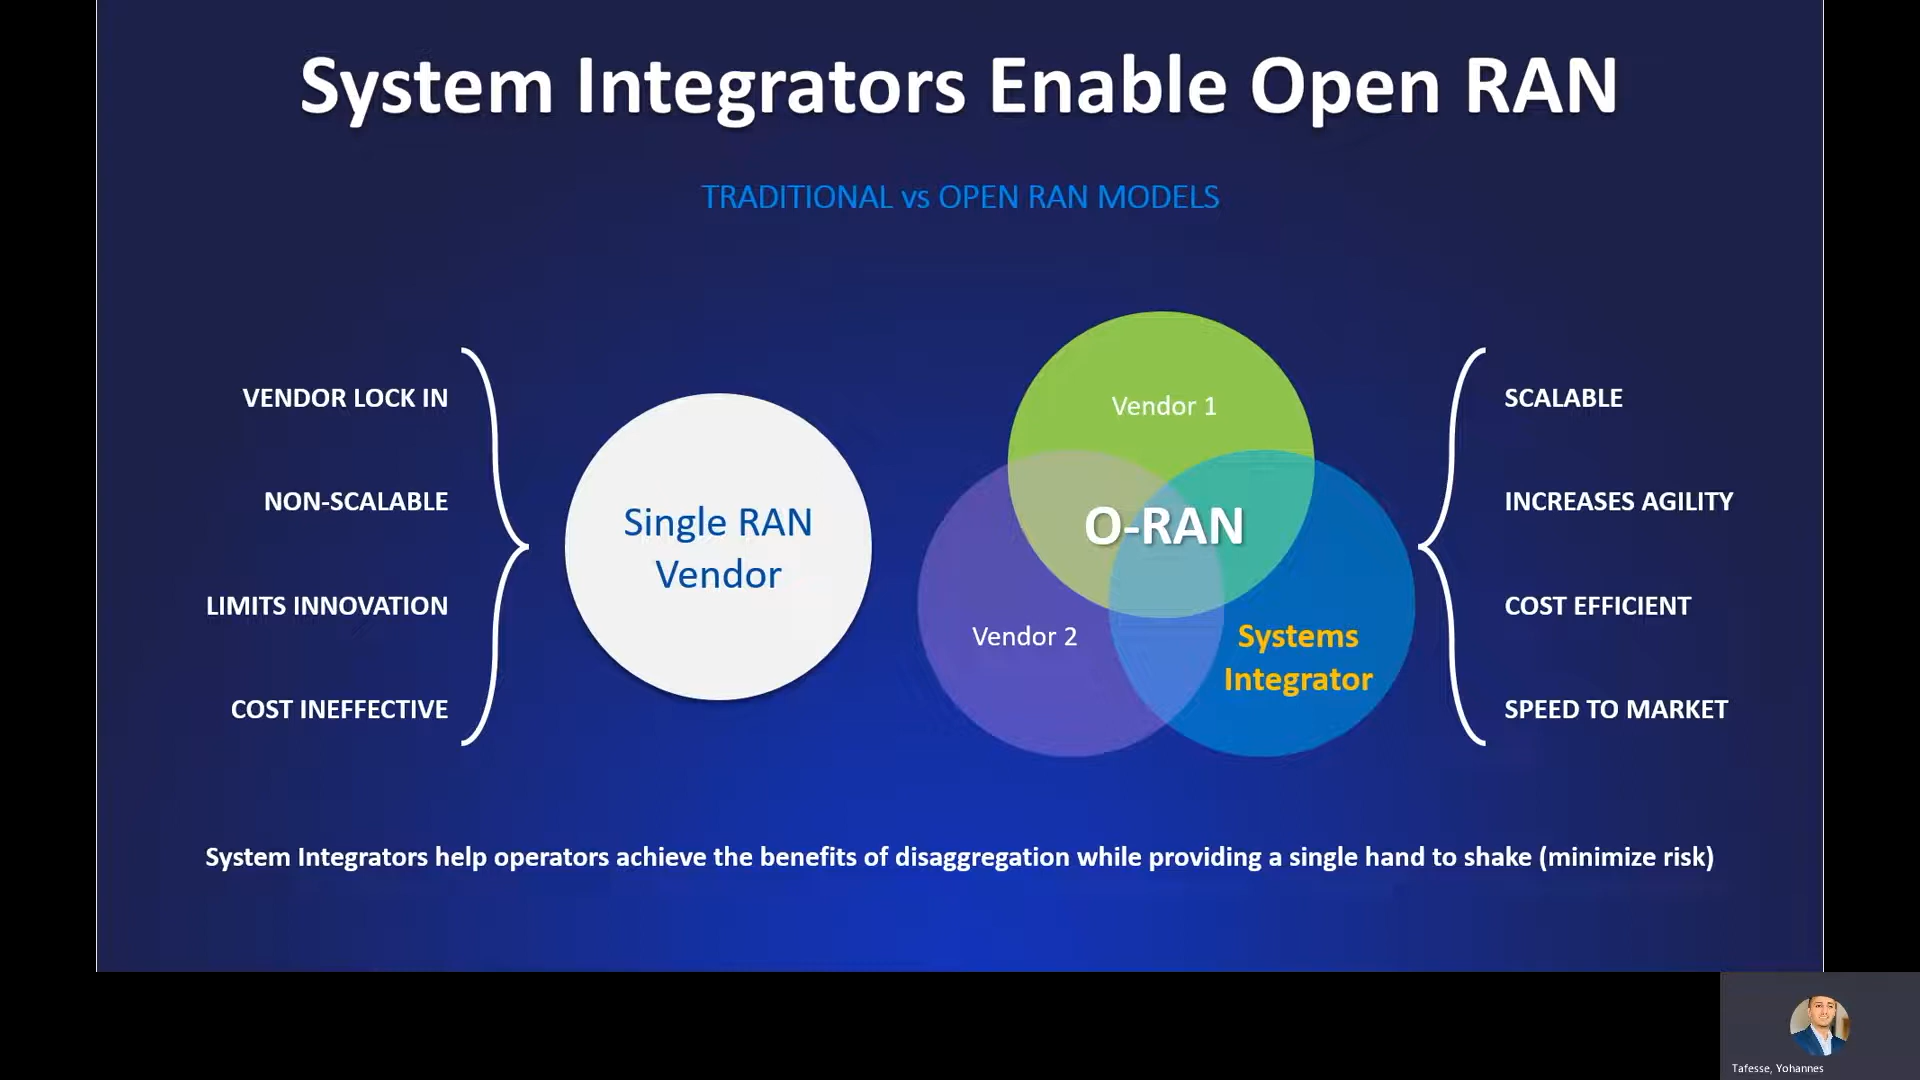 System Integrators Enable Open RAN
TRADITIONAL vs OPEN RAN MODELS
VENDOR LOCK IN
NON-SCALABLE
LIMITS INNOVATION
COST INEFFECTIVE
Single RAN
Vendor
Vendor 1
O-RAN
Vendor 2
Systems
Integrator
SCALABLE
INCREASES AGILITY
COST EFFICIENT
SPEED TO MARKET
System Integrators help operators achieve the benefits of disaggregation while providing a single hand to shake (minimize risk)
Tafesse, Yohannes